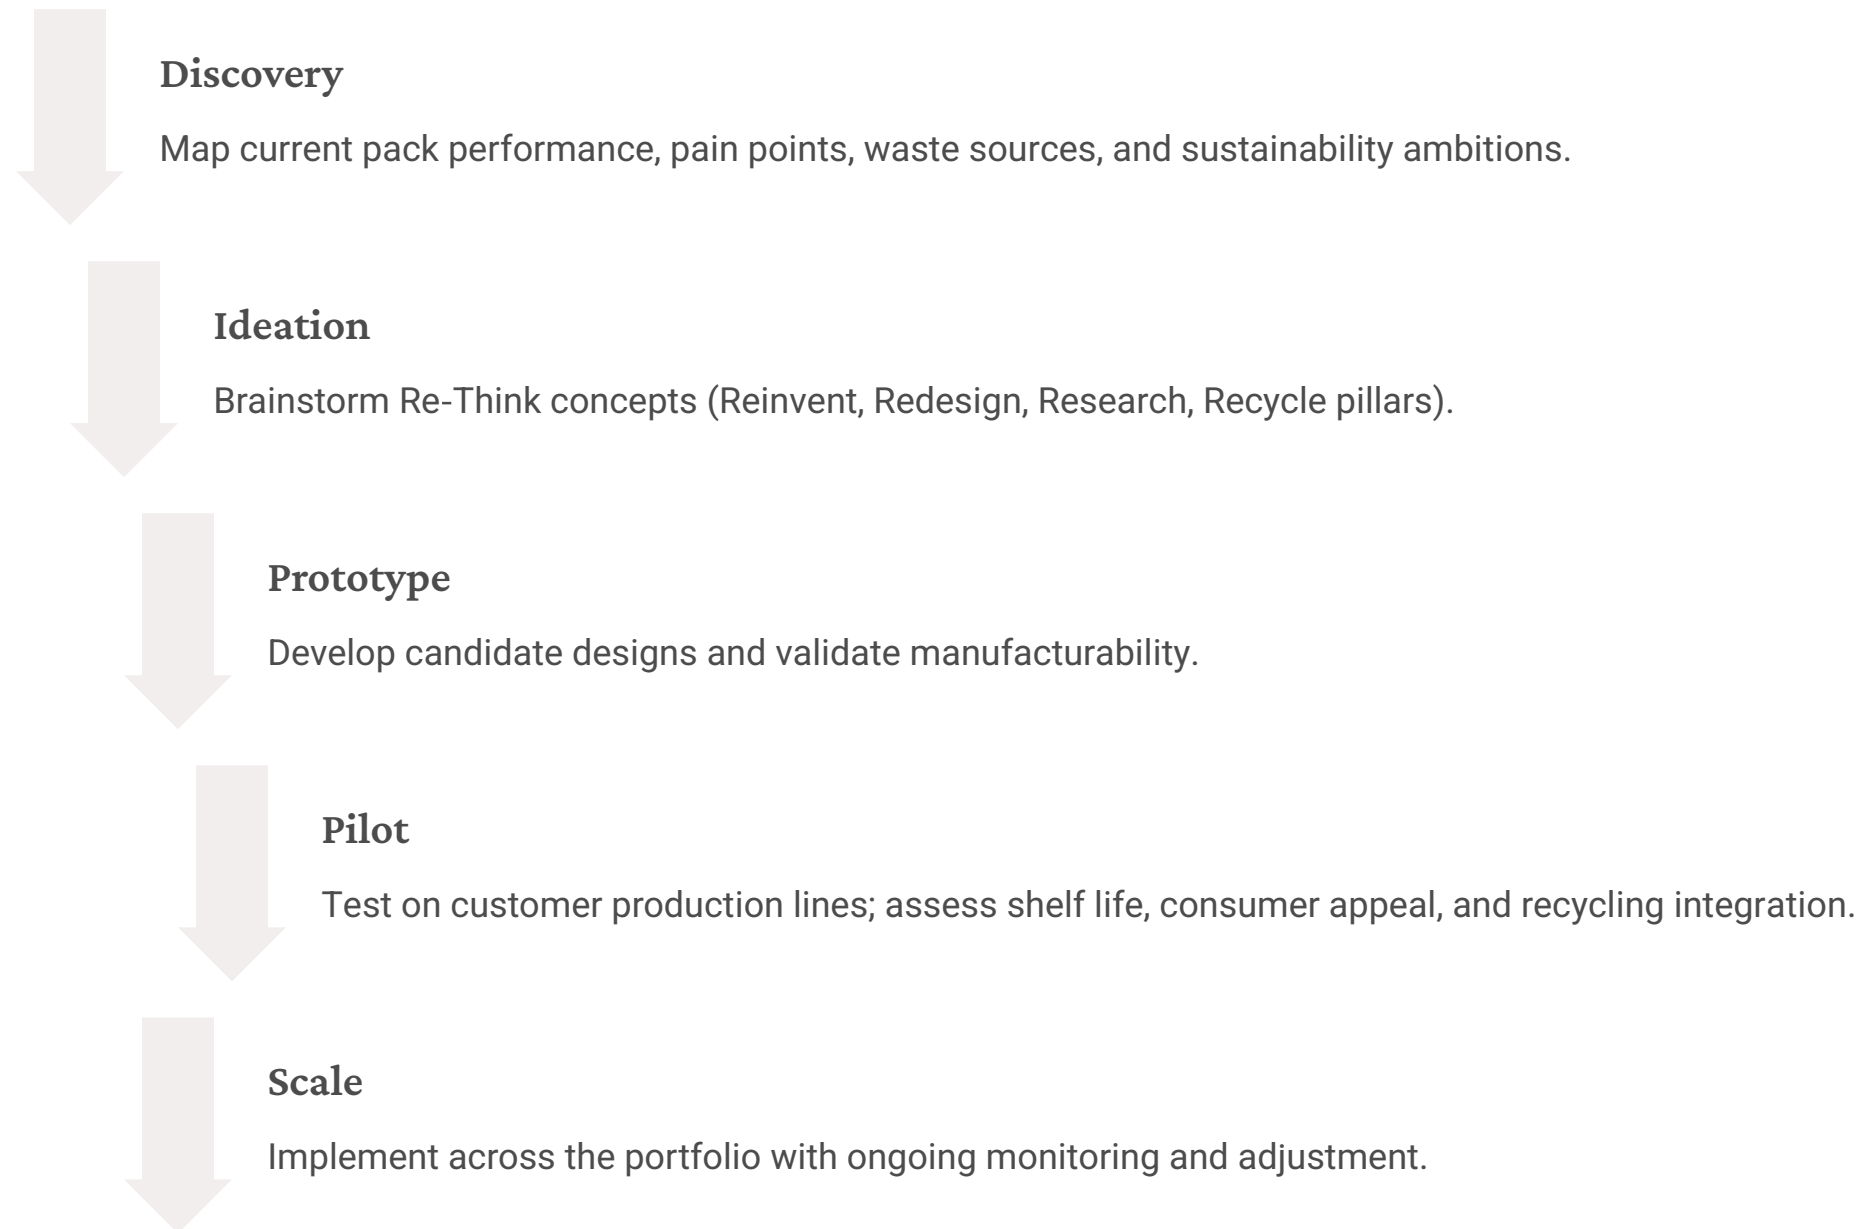 Discovery
Map current pack performance, pain points, waste sources, and sustainability ambitions.
Ideation
Brainstorm Re-Think concepts (Reinvent, Redesign, Research, Recycle pillars).
Prototype
Develop candidate designs and validate manufacturability.
Pilot
Test on customer production lines; assess shelf life, consumer appeal, and recycling integration.
Scale
Implement across the portfolio with ongoing monitoring and adjustment.